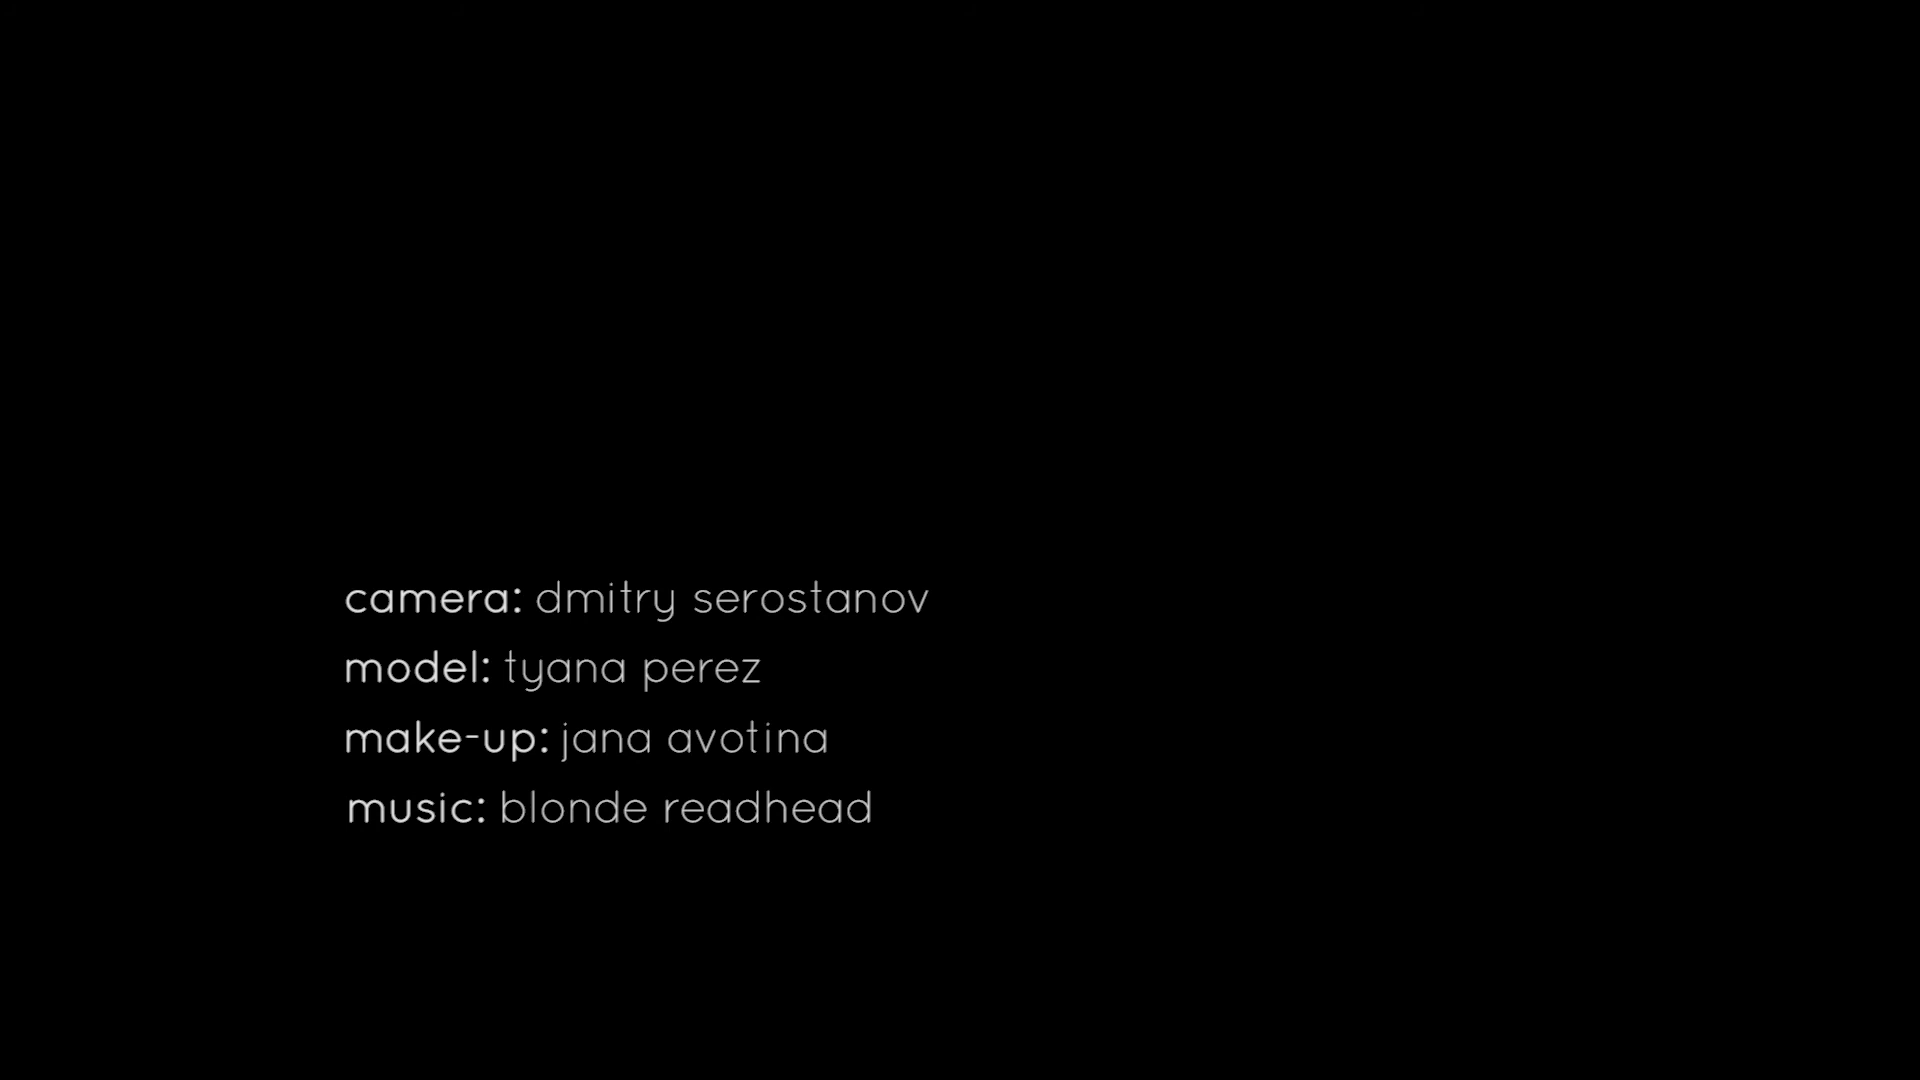 camera: dmitry serostanov
model: tyana perez
make-up: jana avotina
music: blonde readhead